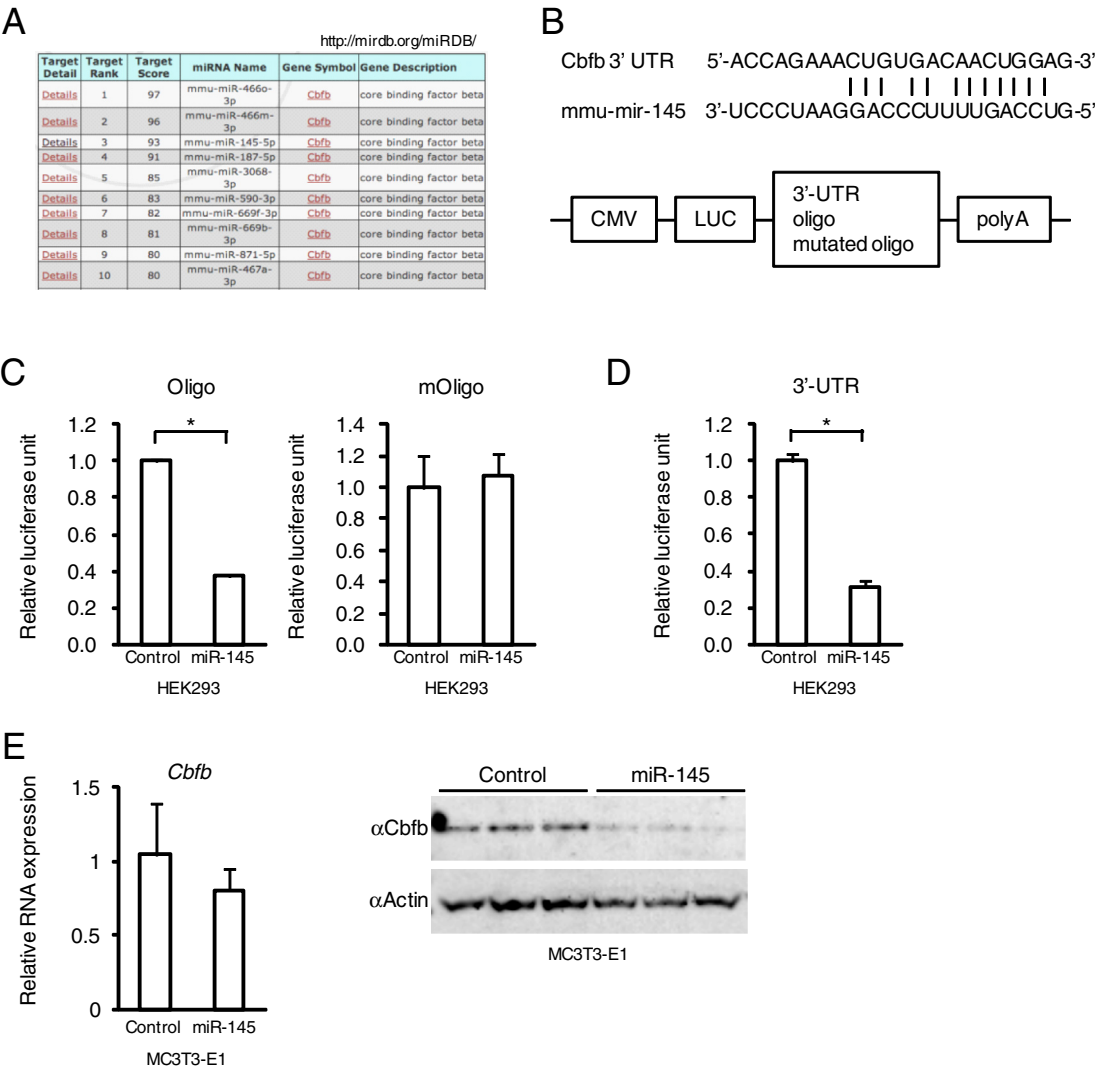 A
http://mirdb.org/miRDB/
Target Detail Target Rank Target Score miRNA Name Gene Symbol Gene Description
Details 1 97 mmu-miR-466o-3p Cbfb core binding factor beta
Details 2 96 mmu-miR-466m-3p Cbfb core binding factor beta
Details 3 93 mmu-miR-145-5p Cbfb core binding factor beta
Details 4 91 mmu-miR-187-5p Cbfb core binding factor beta
Details 5 85 mmu-miR-3068-3p Cbfb core binding factor beta
Details 6 83 mmu-miR-590-3p Cbfb core binding factor beta
Details 7 82 mmu-miR-669f-3p Cbfb core binding factor beta
Details 8 81 mmu-miR-669b-3p Cbfb core binding factor beta
Details 9 80 mmu-miR-871-5p Cbfb core binding factor beta
Details 10 80 mmu-miR-467a-3p Cbfb core binding factor beta
B
Cbfb 3' UTR 5'-ACCAGAAACUGUGACAACUGGAG-3'
mmu-mir-145 3'-UCCCUAAGGACCCUUUUGACCUG-5'
CMV
LUC
3'-UTR
oligo
mutated oligo
polyA
C
Oligo
Relative luciferase unit
1.2
1.0
0.8
0.6
0.4
0.2
0.0
*
Control miR-145
HEK293
mOligo
Relative luciferase unit
1.4
1.2
1.0
0.8
0.6
0.4
0.2
0.0
Control miR-145
HEK293
D
3'-UTR
Relative luciferase unit
1.2
1.0
0.8
0.6
0.4
0.2
0.0
*
Control miR-145
HEK293
E
Cbfb
Relative RNA expression
1.5
1
0.5
0
Control miR-145
MC3T3-E1
Control miR-145
αCbfb
αActin
MC3T3-E1